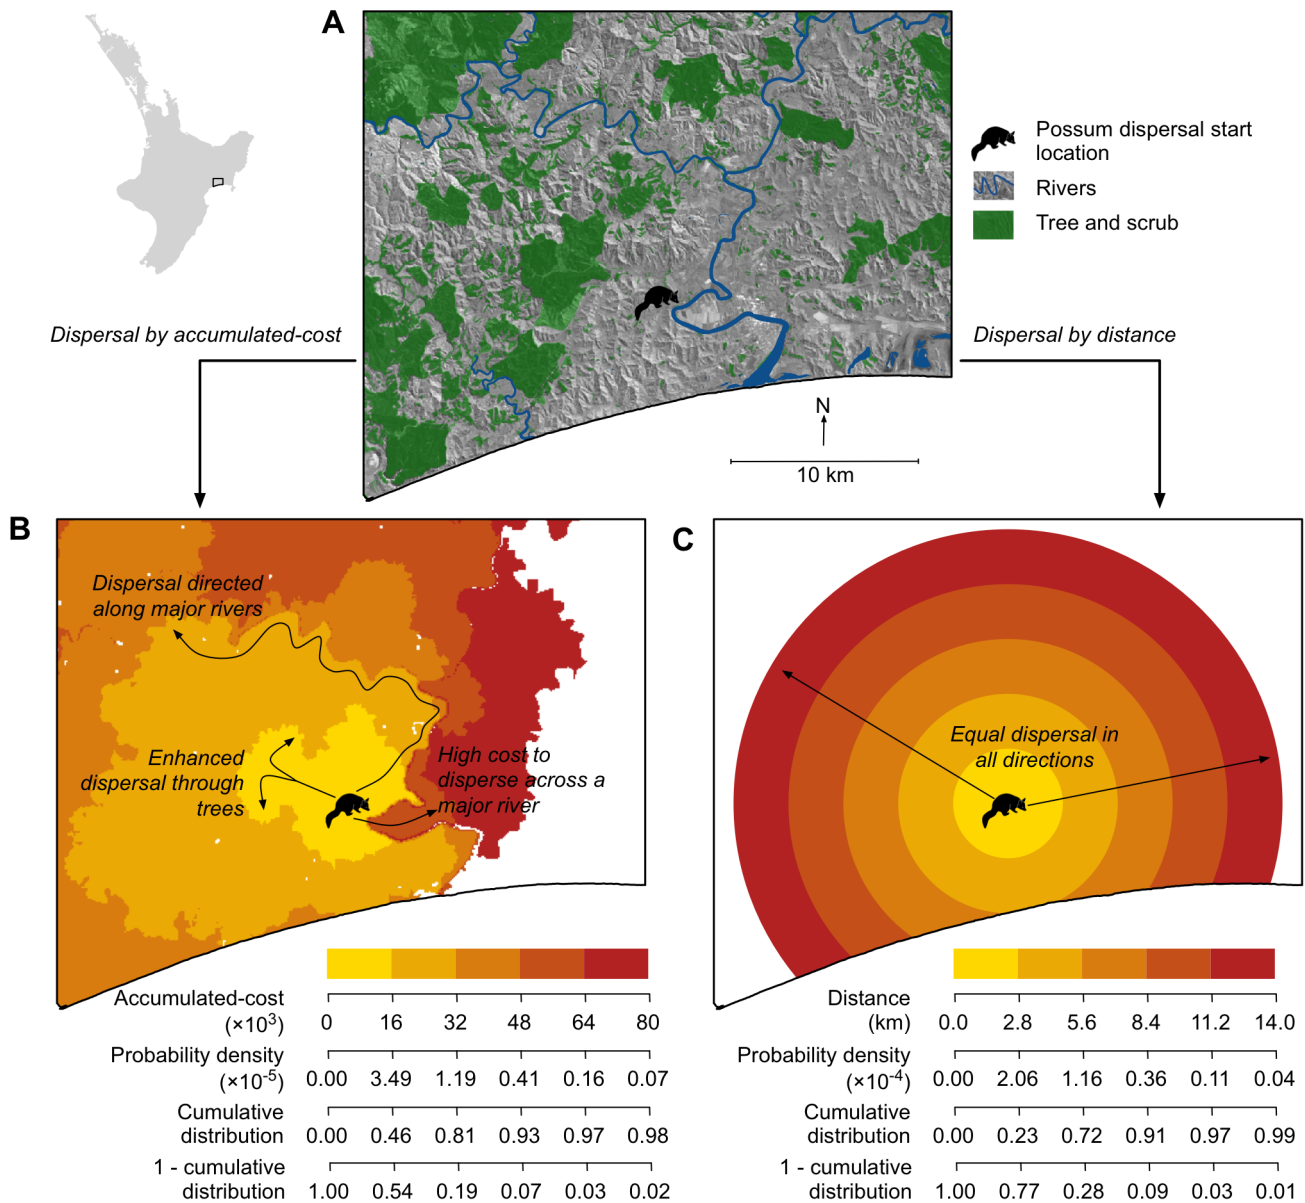 A
Possum dispersal start
location
Rivers
Tree and scrub
Dispersal by accumulated-cost
Dispersal by distance
N
10 km
B
Dispersal directed
along major rivers
Enhanced
dispersal through
trees
High cost to
disperse across a
major river
Accumulated-cost
(×10³)
0 16 32 48 64 80
Probability density
(×10⁻⁵)
0.00 3.49 1.19 0.41 0.16 0.07
Cumulative
distribution
0.00 0.46 0.81 0.93 0.97 0.98
1 - cumulative
distribution
1.00 0.54 0.19 0.07 0.03 0.02
C
Equal dispersal in
all directions
Distance
(km)
0.0 2.8 5.6 8.4 11.2 14.0
Probability density
(×10⁻⁴)
0.00 2.06 1.16 0.36 0.11 0.04
Cumulative
distribution
0.00 0.23 0.72 0.91 0.97 0.99
1 - cumulative
distribution
1.00 0.77 0.28 0.09 0.03 0.01